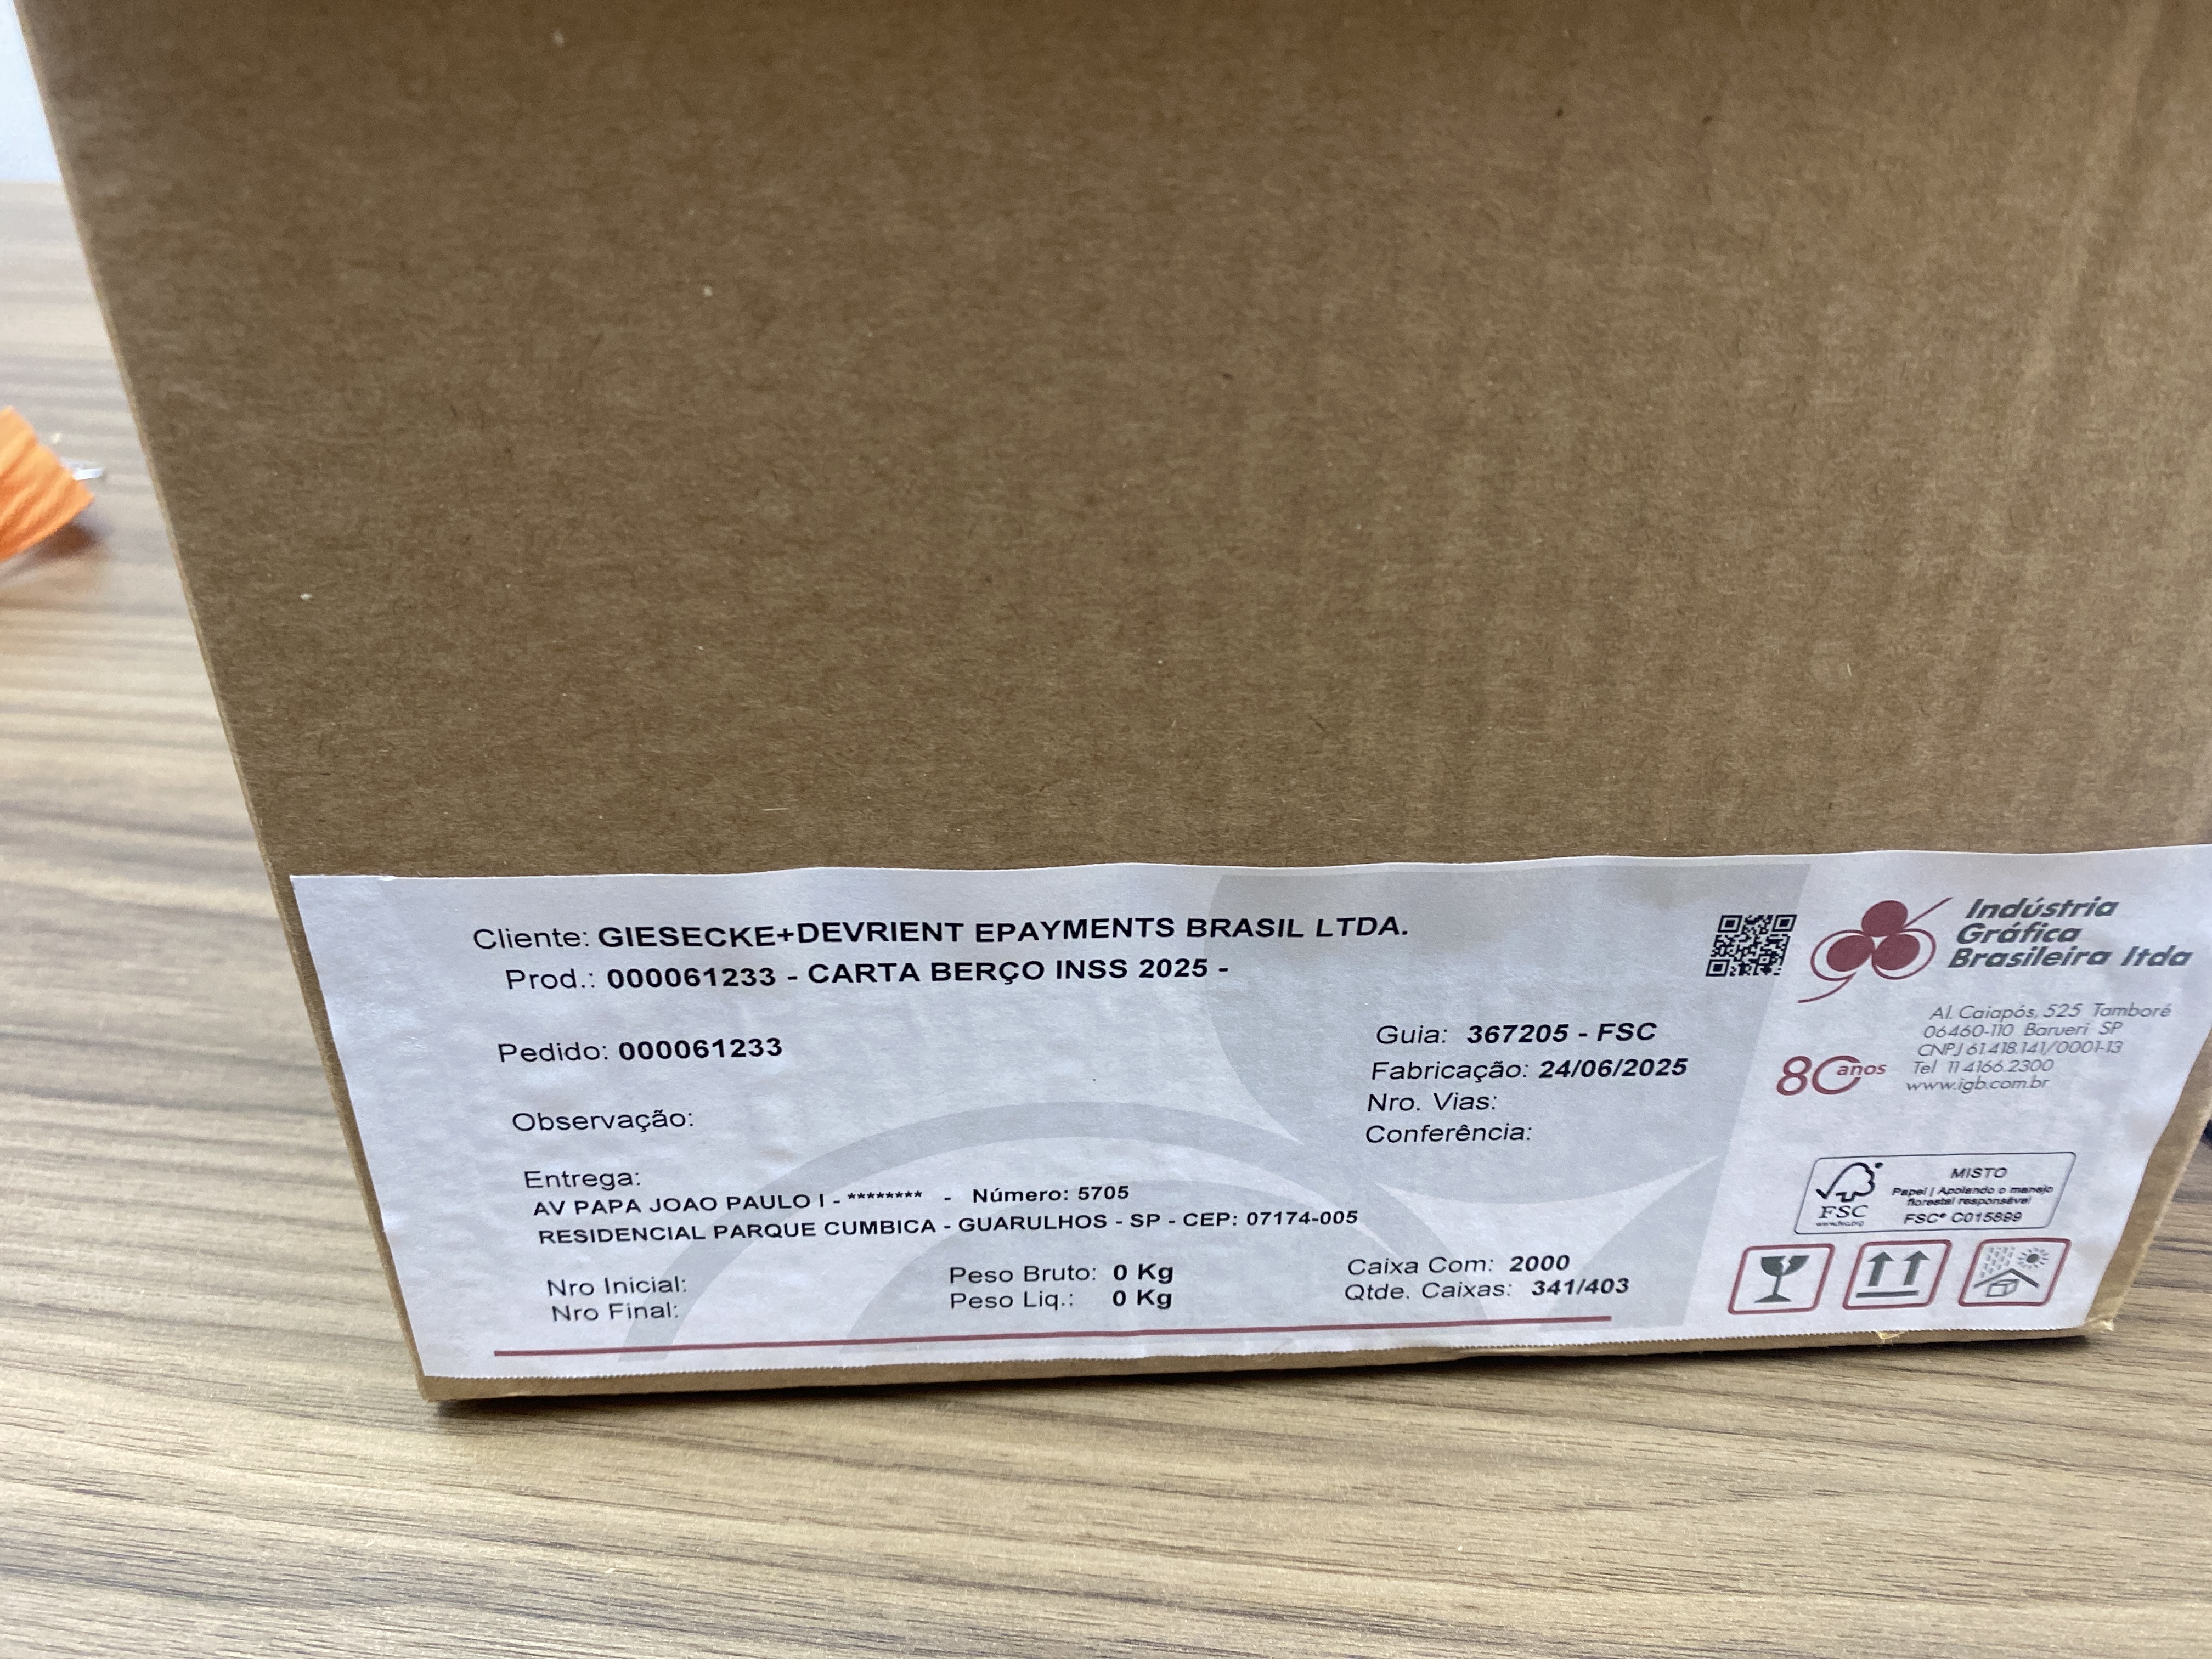 Cliente: GIESECKE+DEVRIENT EPAYMENTS BRASIL LTDA.
Prod.: 000061233 - CARTA BERÇO INSS 2025 -
Pedido: 000061233
Observação:
Guia: 367205 - FSC
Fabricação: 24/06/2025
Nro. Vias:
Conferência:
Entrega:
AV PAPA JOAO PAULO I - ******** - Número: 5705
RESIDENCIAL PARQUE CUMBICA - GUARULHOS - SP - CEP: 07174-005
Nro Inicial:
Nro Final:
Peso Bruto: 0 Kg
Peso Liq.: 0 Kg
Caixa Com: 2000
Qtde. Caixas: 341/403
Indústria
Gráfica
Brasileira ltda
Al. Caiapós, 525 Tamboré
06460-110 Barueri SP
CNPJ 61.418.141/0001-13
Tel 11 4166.2300
www.igb.com.br
80 anos
FSC
www.fsc.org
MISTO
Papel | Apoiando o manejo
florestal responsável
FSC® C015899